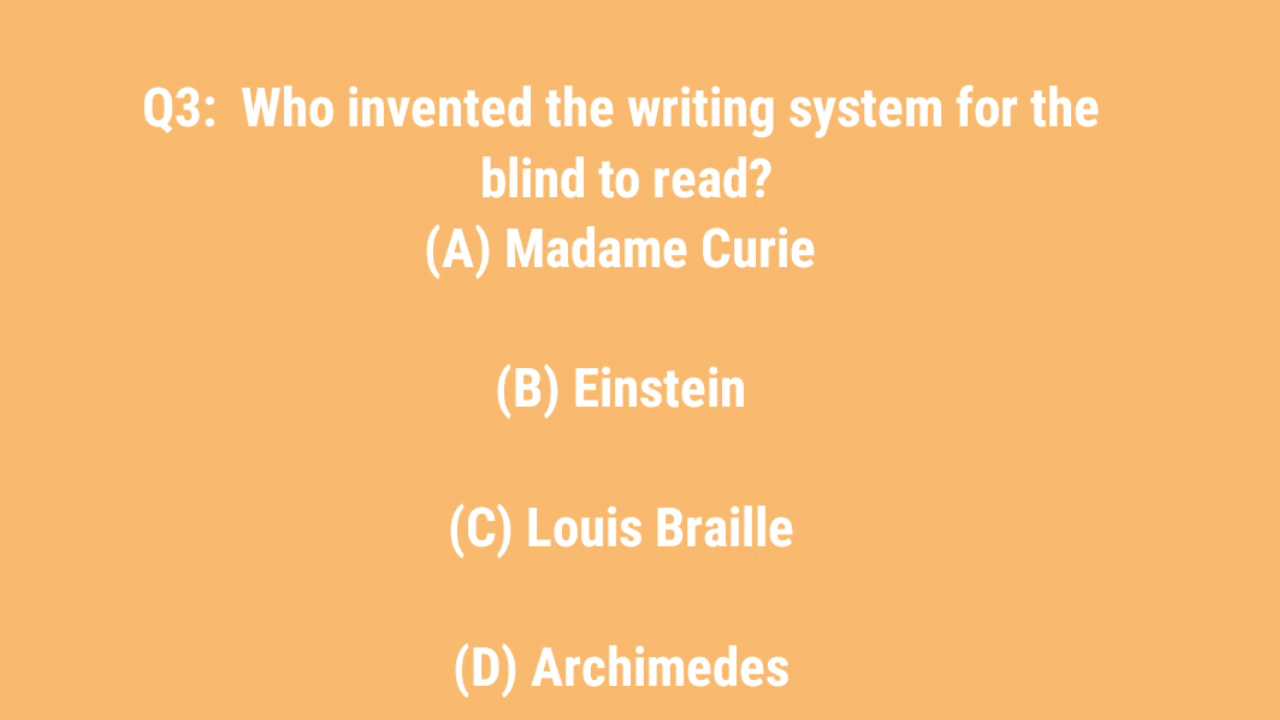 Q3:  Who invented the writing system for the
blind to read?
(A) Madame Curie
(B) Einstein
(C) Louis Braille
(D) Archimedes